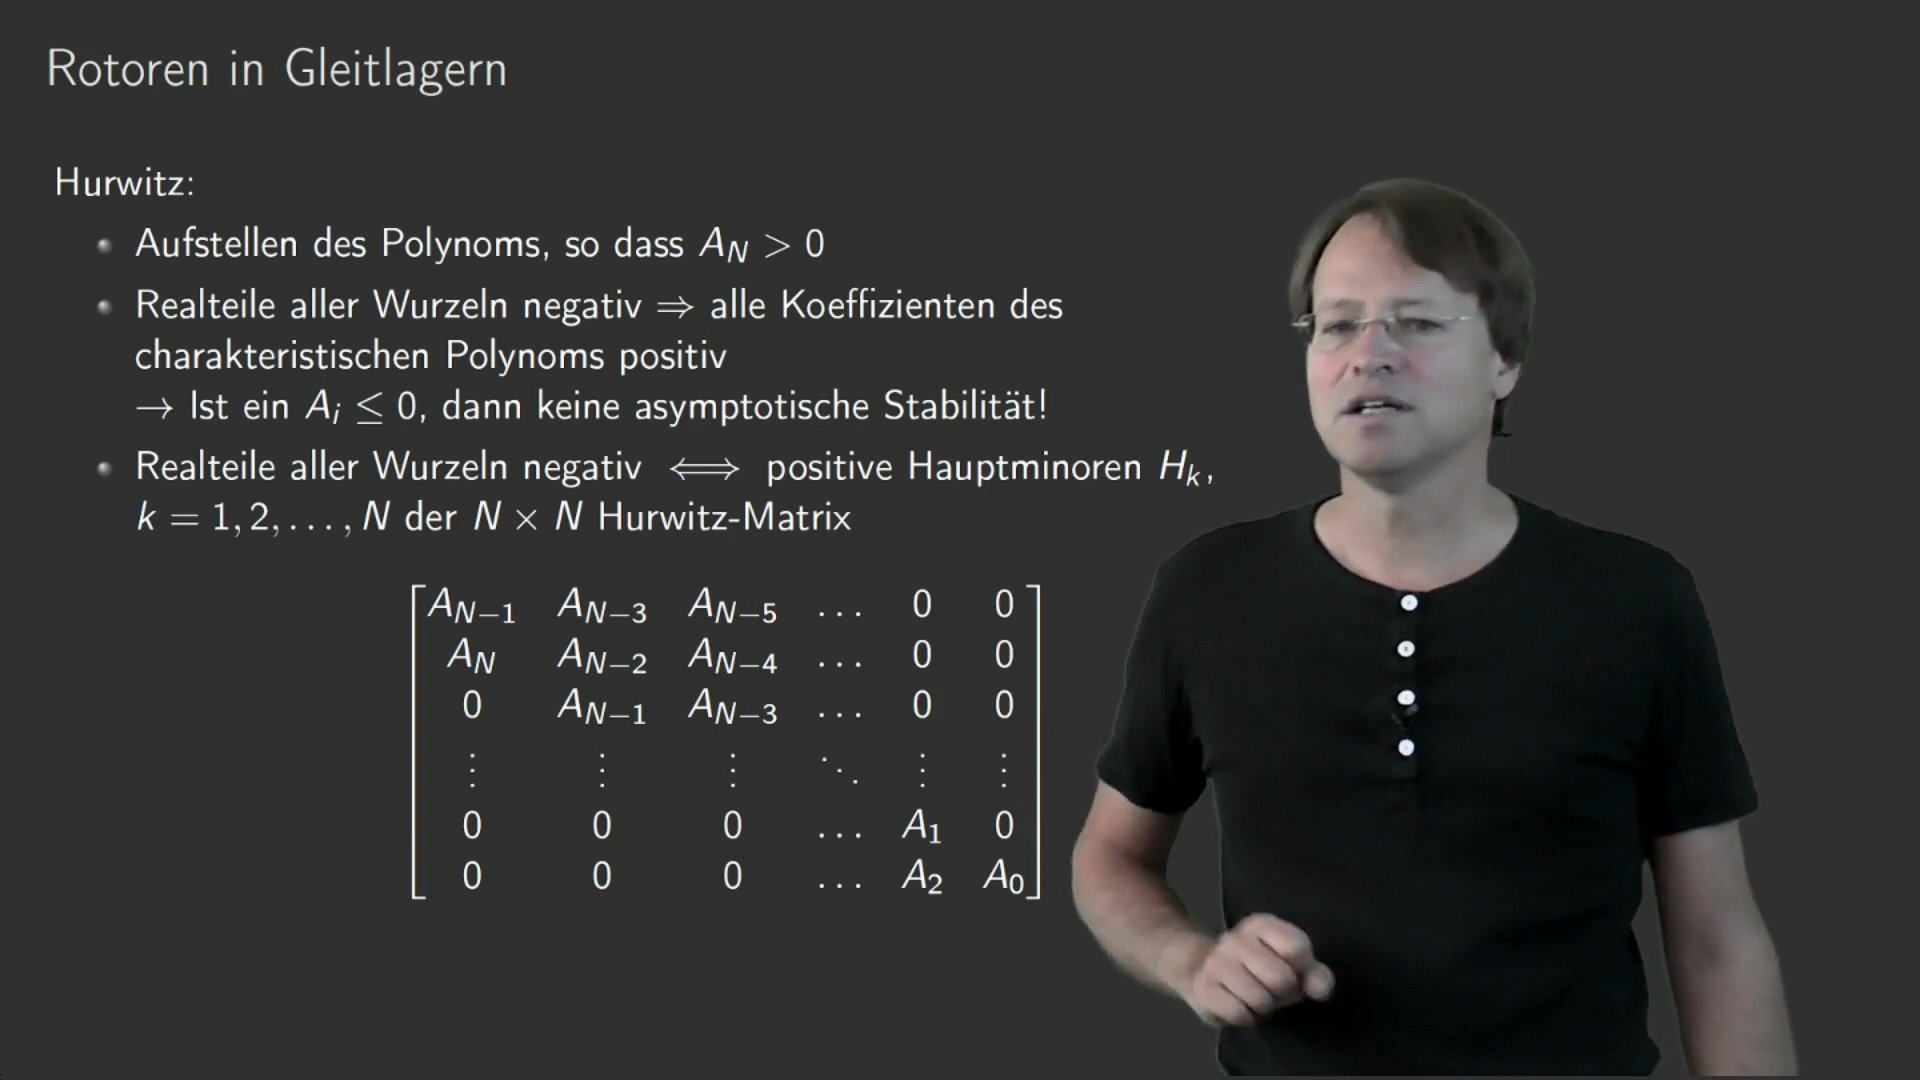 Rotoren in Gleitlagern
Hurwitz:
Aufstellen des Polynoms, so dass A_N > 0
Realteile aller Wurzeln negativ ⇒ alle Koeffizienten des
charakteristischen Polynoms positiv
→ Ist ein A_i ≤ 0, dann keine asymptotische Stabilität!
Realteile aller Wurzeln negativ ⟺ positive Hauptminoren H_k,
k = 1, 2, . . . , N der N × N Hurwitz-Matrix
A_{N−1} A_{N−3} A_{N−5} . . . 0 0
A_N A_{N−2} A_{N−4} . . . 0 0
0 A_{N−1} A_{N−3} . . . 0 0
⋮ ⋮ ⋮ ⋱ ⋮ ⋮
0 0 0 . . . A_1 0
0 0 0 . . . A_2 A_0